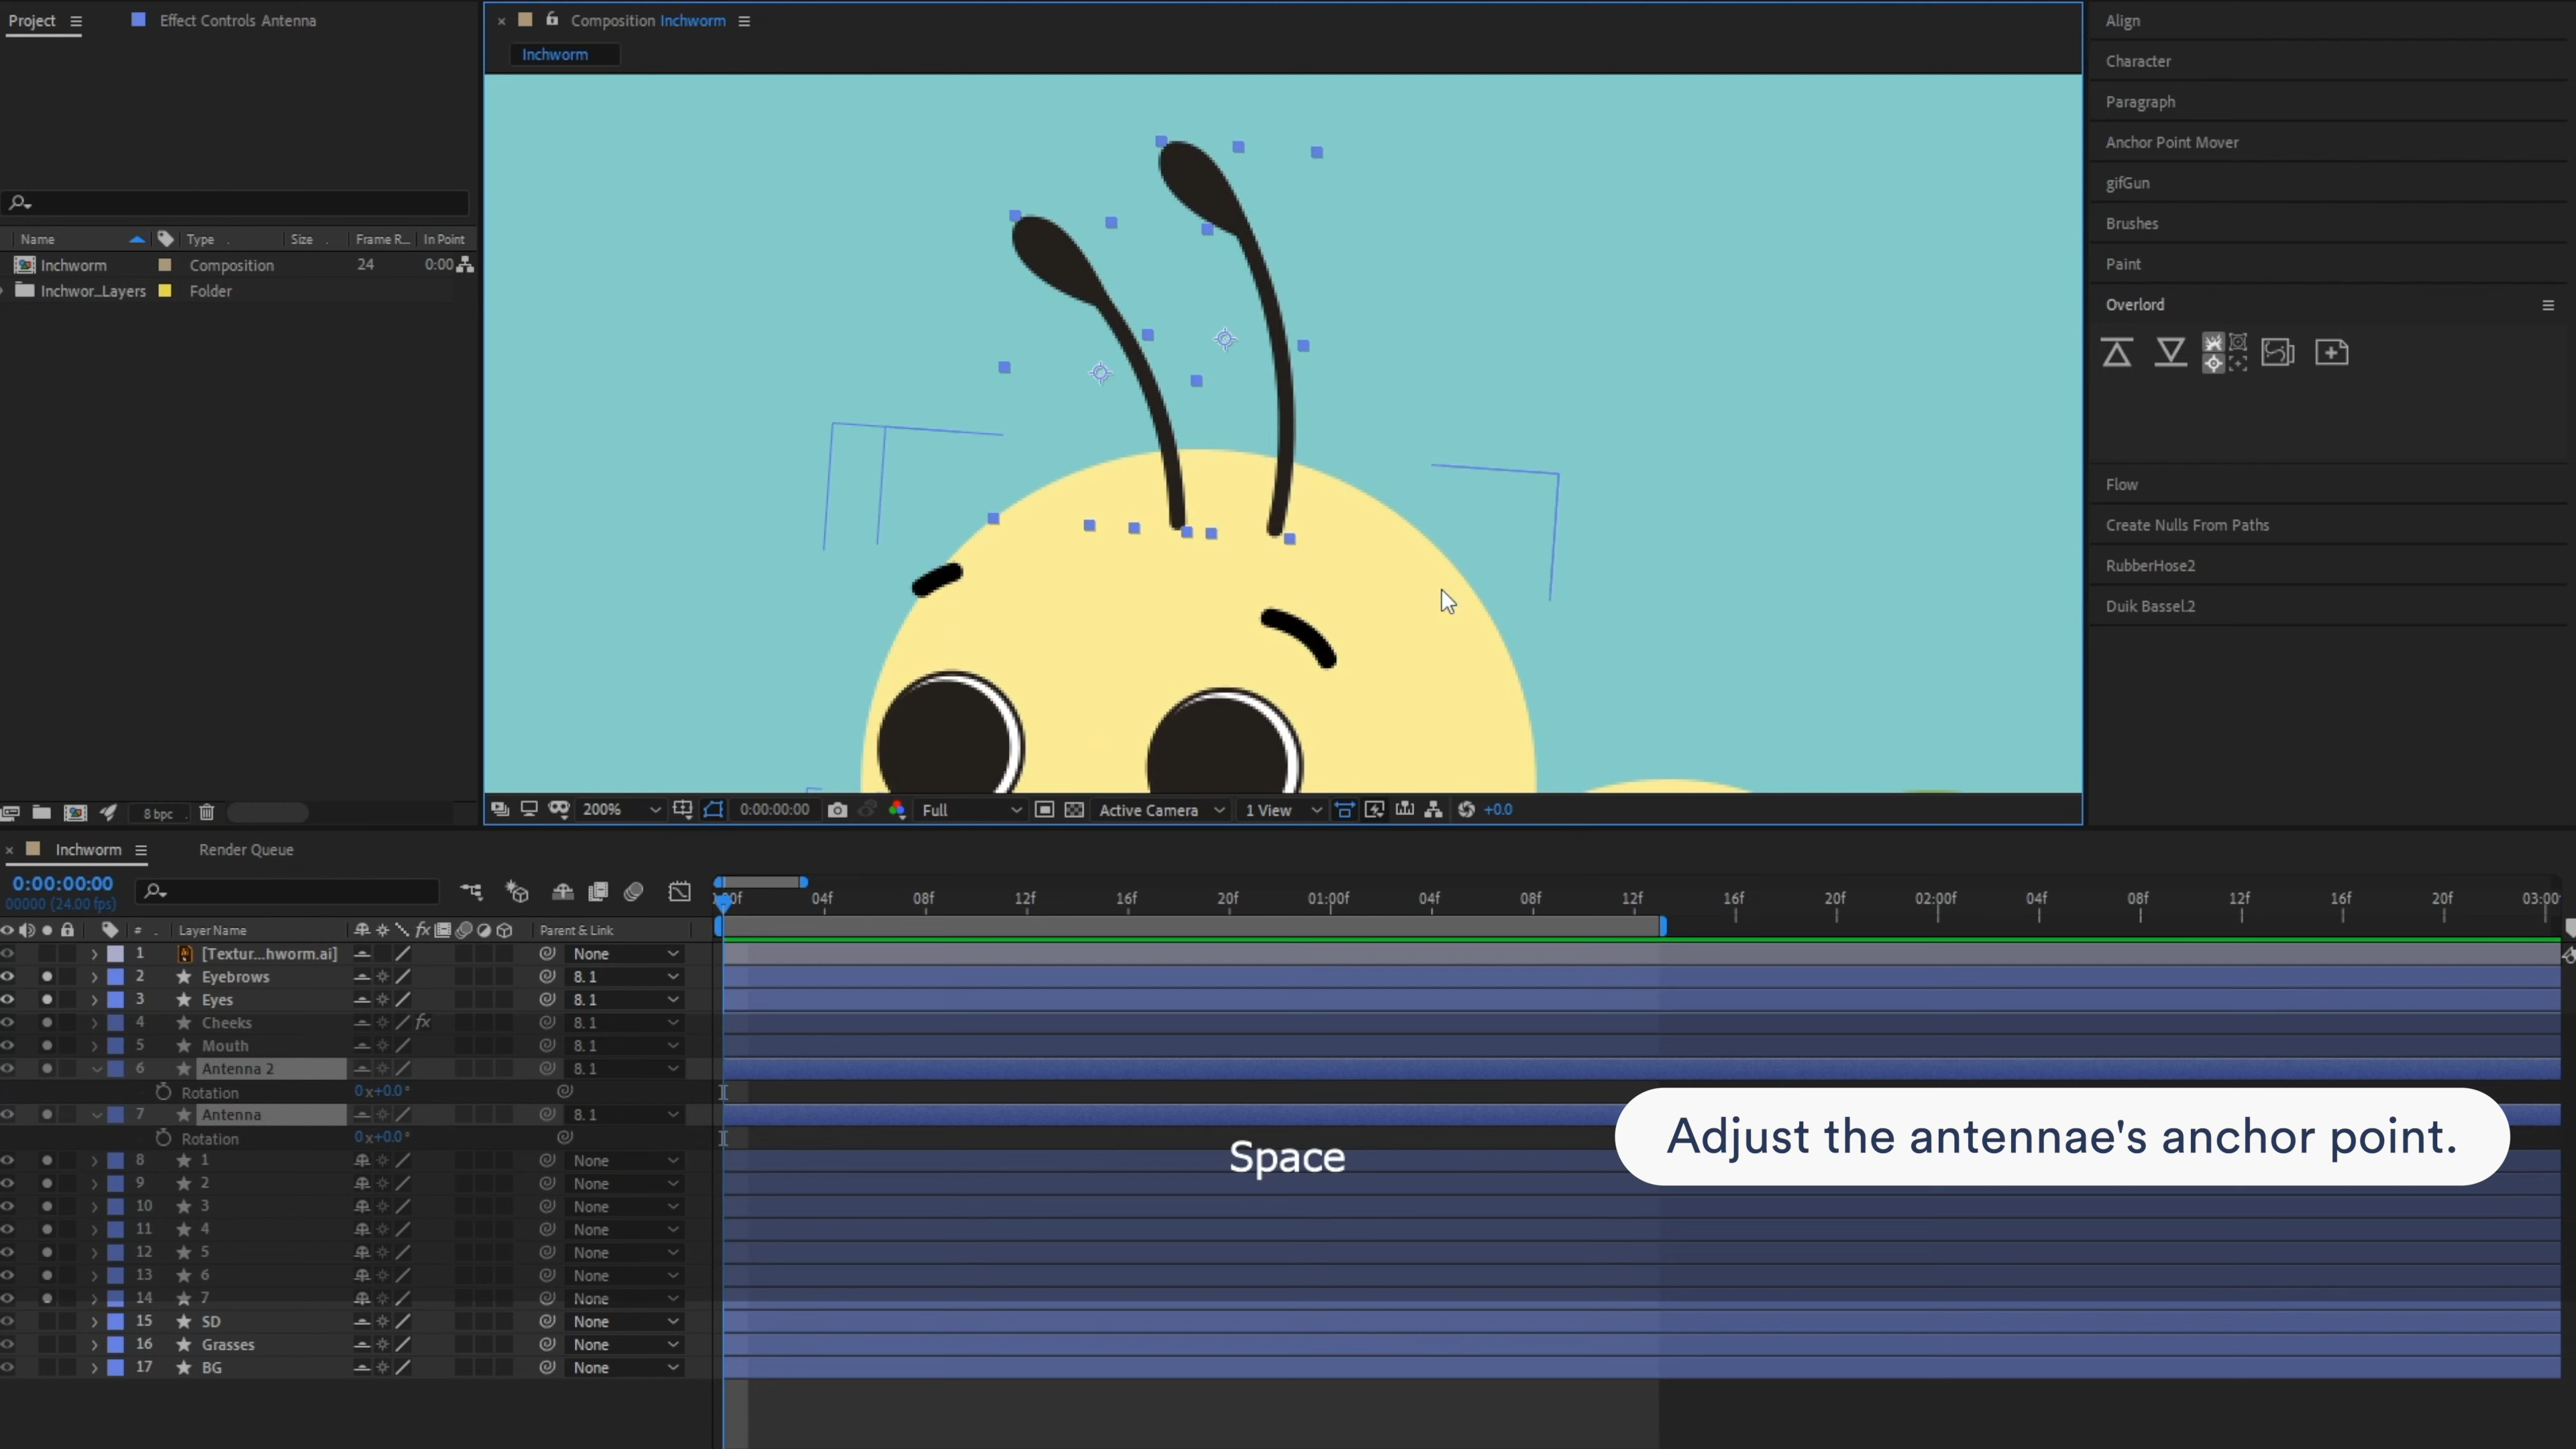 Project
Effect Controls Antenna
Composition Inchworm
Inchworm
Align
Character
Paragraph
Anchor Point Mover
gifGun
Brushes
Paint
Overlord
Flow
Create Nulls From Paths
RubberHose2
Duik Bassel.2
Name Type Size Frame R... In Point
Inchworm Composition 24 0:00
Inchwor...Layers Folder
8 bpc
200% 0:00:00:00 Full Active Camera 1 View +0.0
Inchworm Render Queue
0:00:00:00
00000 (24.00 fps)
04f 08f 12f 16f 20f 01:00f 04f 08f 12f 16f 20f 02:00f 04f 08f 12f 16f 20f 03:00
# Layer Name fx Parent & Link
1 [Textur...hworm.ai] None
2 Eyebrows 8. 1
3 Eyes 8. 1
4 Cheeks fx 8. 1
5 Mouth 8. 1
6 Antenna 2 8. 1
Rotation 0x+0.0°
7 Antenna 8. 1
Rotation 0x+0.0°
8 1 None
9 2 None
10 3 None
11 4 None
12 5 None
13 6 None
14 7 None
15 SD None
16 Grasses None
17 BG None
Space
Adjust the antennae's anchor point.